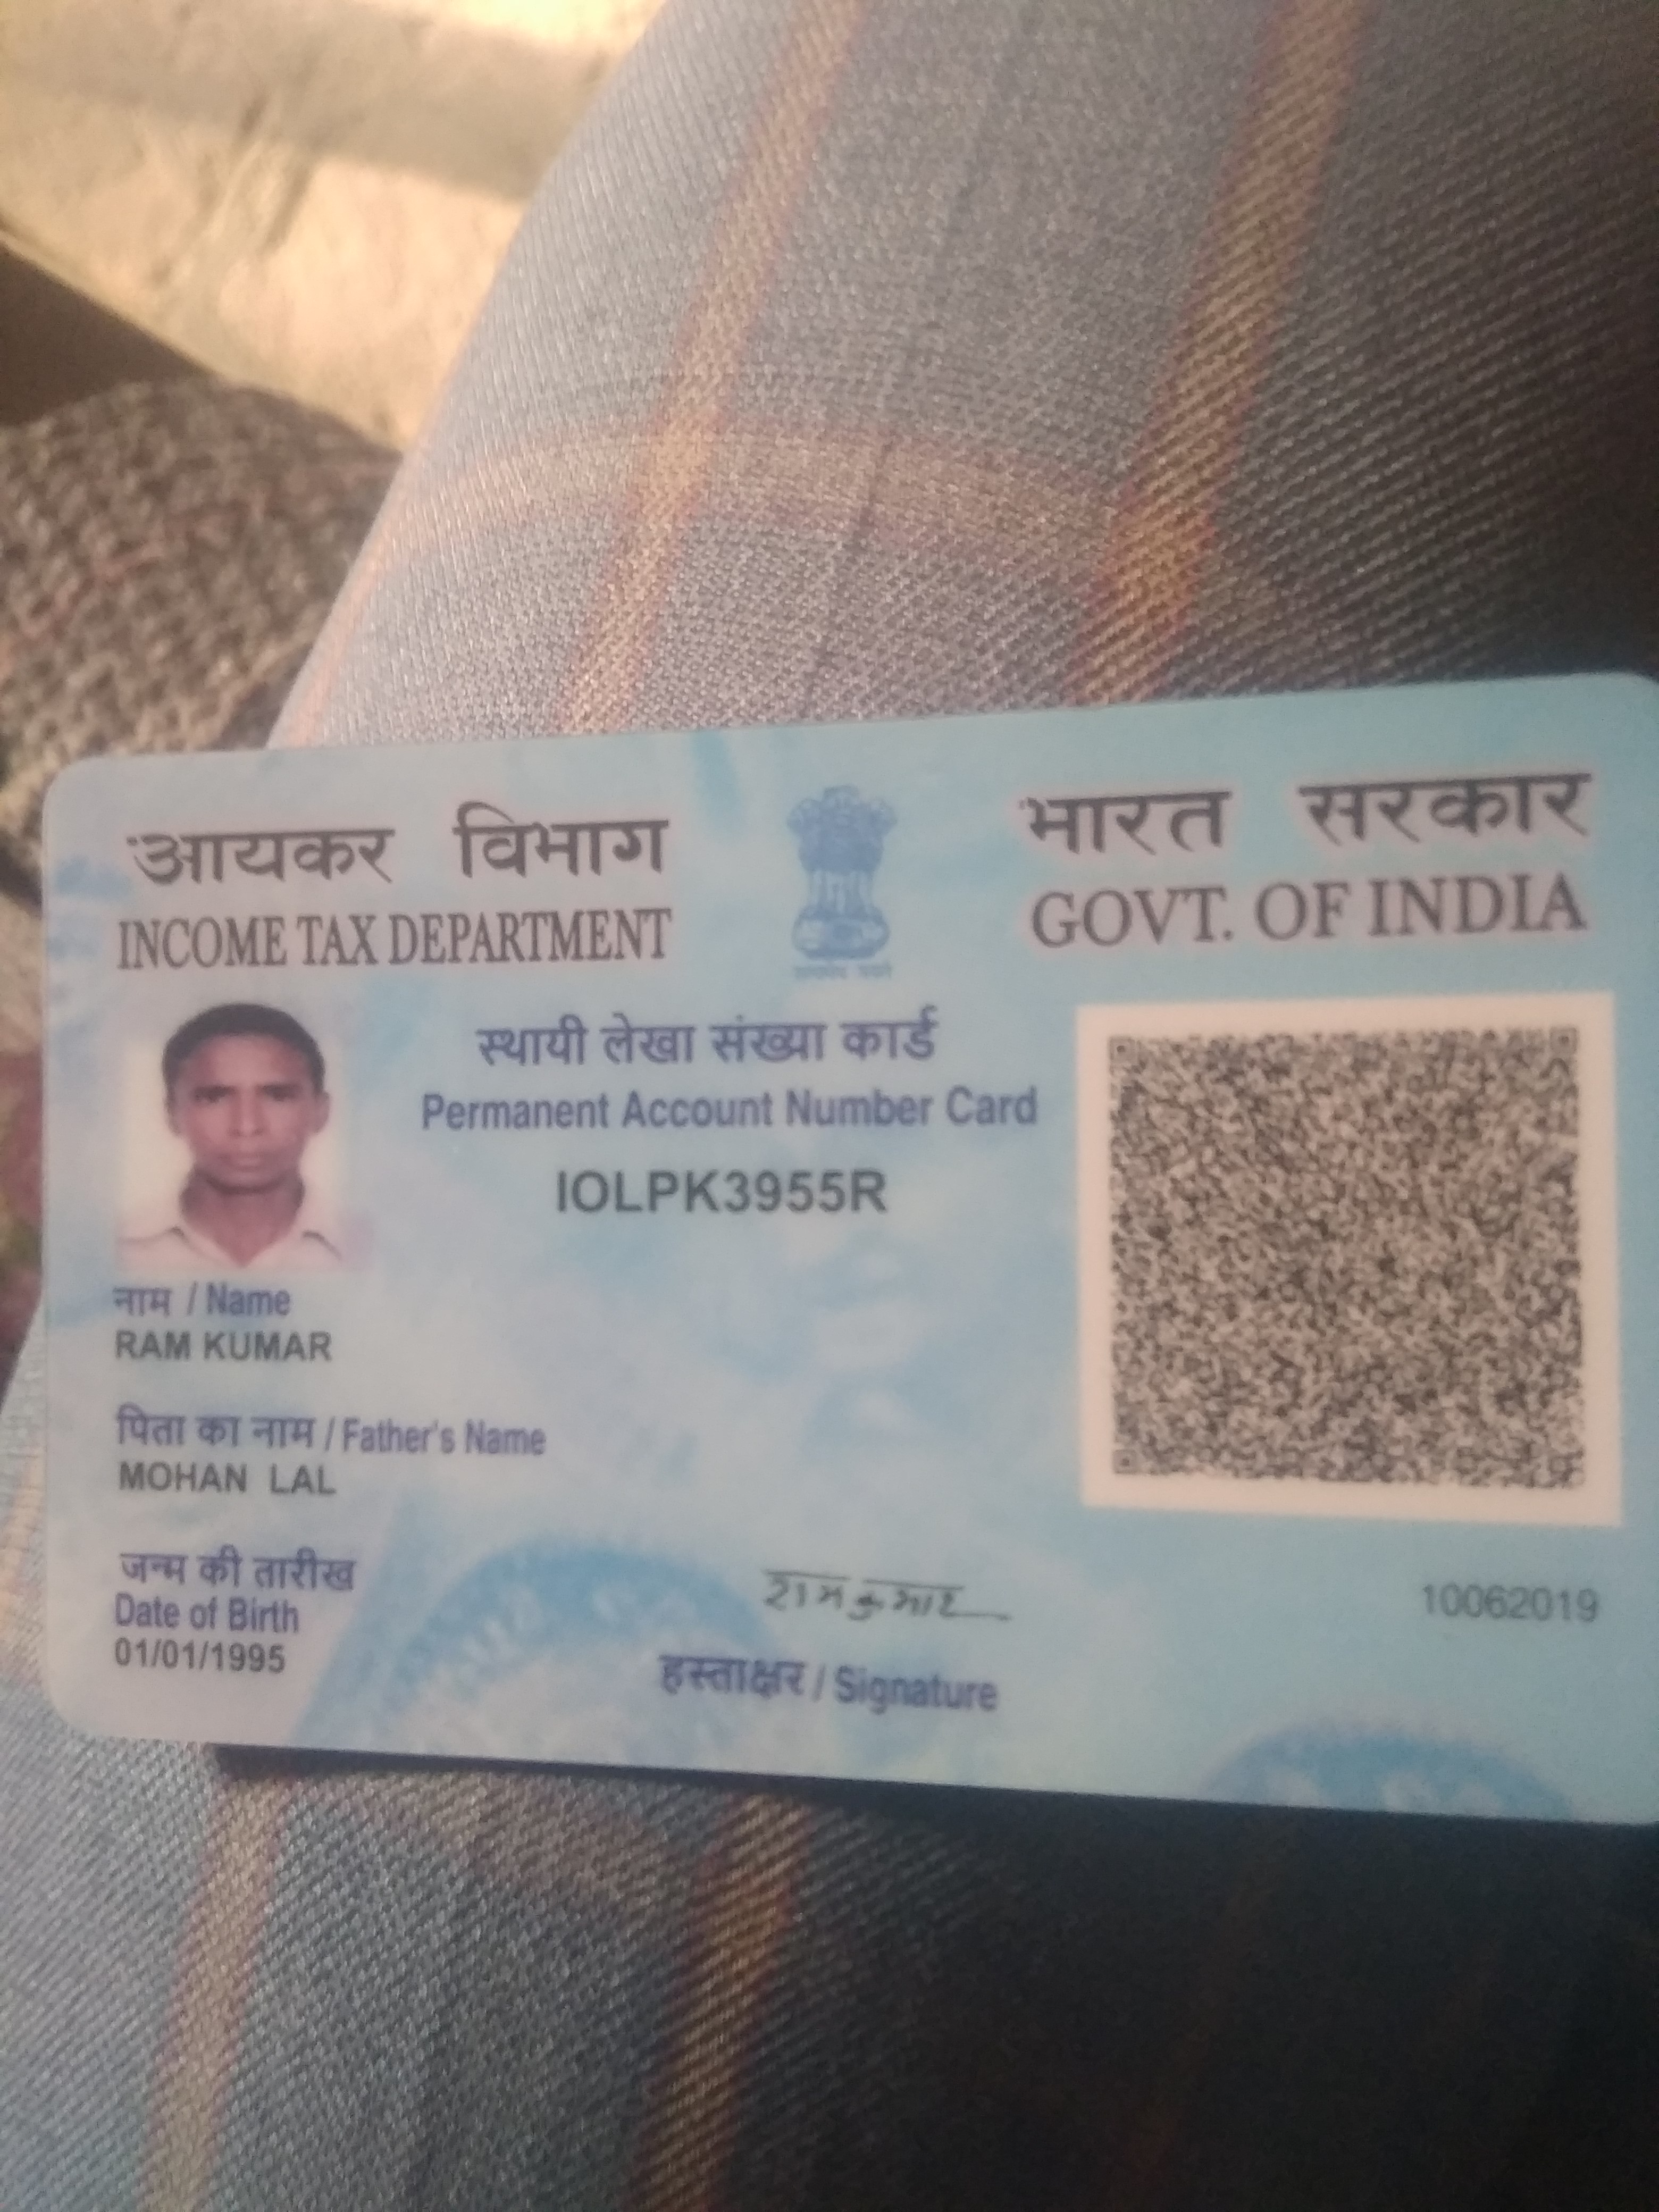 आयकर विभाग
INCOME TAX DEPARTMENT
भारत सरकार
GOVT. OF INDIA
स्थायी लेखा संख्या कार्ड
Permanent Account Number Card
IOLPK3955R
नाम / Name
RAM KUMAR
पिता का नाम / Father's Name
MOHAN LAL
जन्म की तारीख
Date of Birth
01/01/1995
रामकुमार
हस्ताक्षर / Signature
10062019